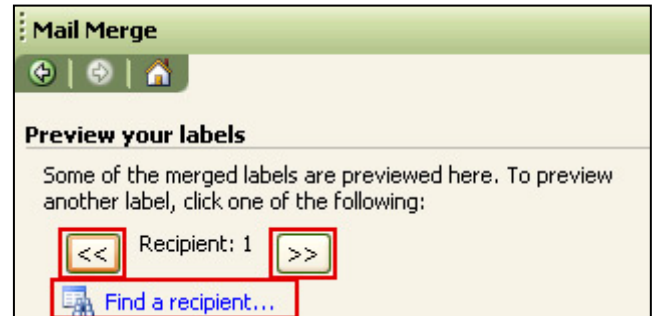 Mail Merge
Preview your labels
Some of the merged labels are previewed here. To preview
another label, click one of the following:
<< Recipient: 1 >>
Find a recipient...